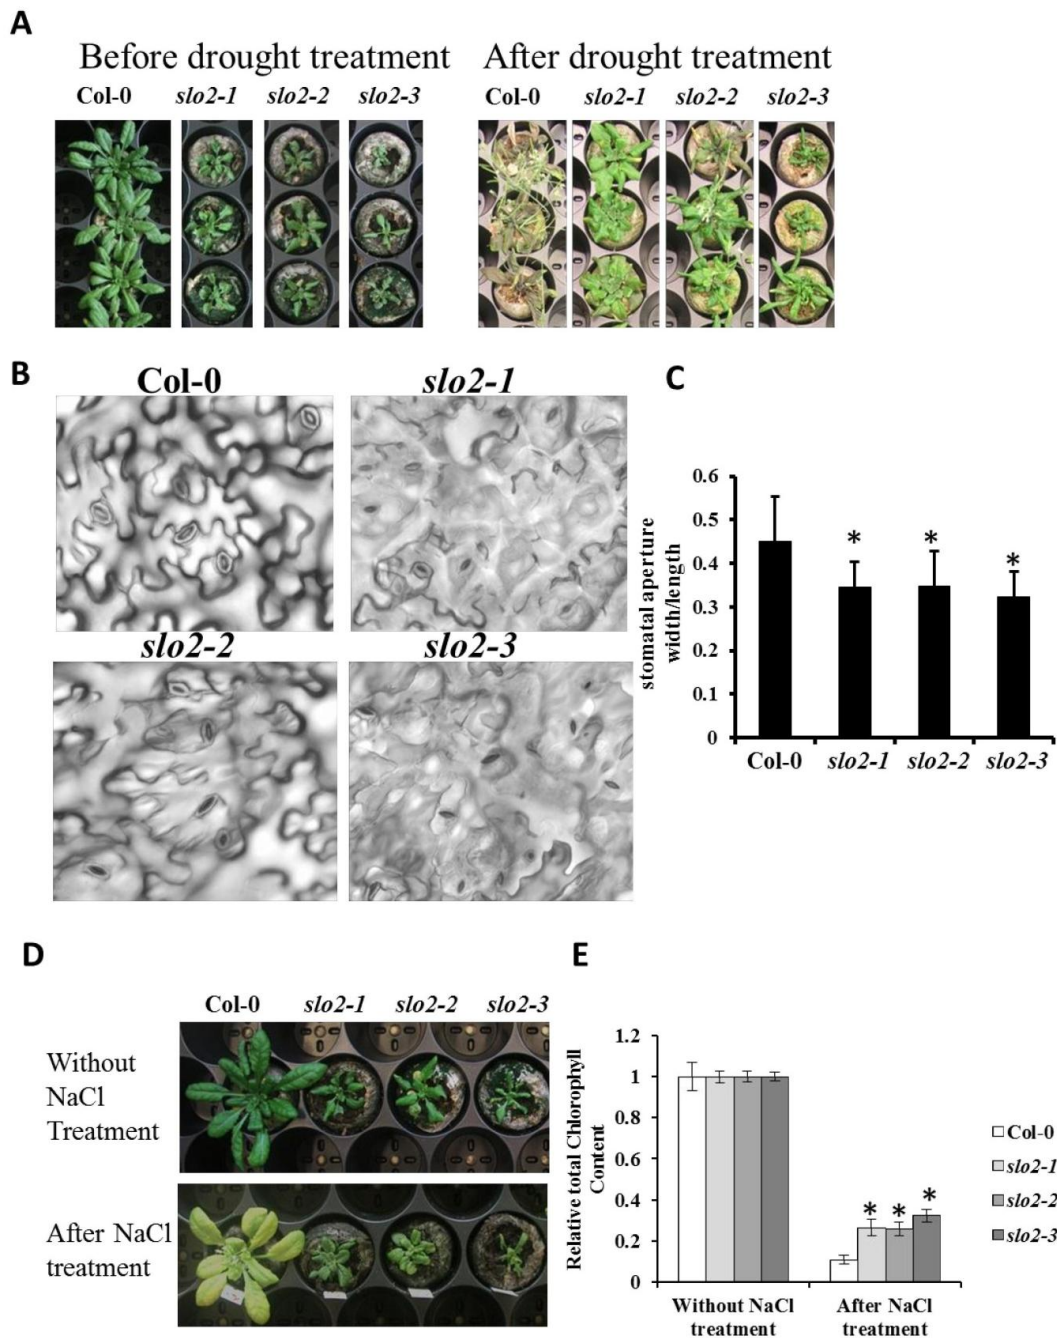 A
Before drought treatment After drought treatment
Col-0 slo2-1 slo2-2 slo2-3 Col-0 slo2-1 slo2-2 slo2-3
B
Col-0 slo2-1
slo2-2 slo2-3
C
stomatal aperture
width/length
0.6
0.5
0.4
0.3
0.2
0.1
0
* * *
Col-0 slo2-1 slo2-2 slo2-3
D
Col-0 slo2-1 slo2-2 slo2-3
Without
NaCl
Treatment
After NaCl
treatment
E
Relative total Chlorophyll
Content
1.2
1
0.8
0.6
0.4
0.2
0
* * *
Without NaCl
treatment
After NaCl
treatment
Col-0
slo2-1
slo2-2
slo2-3